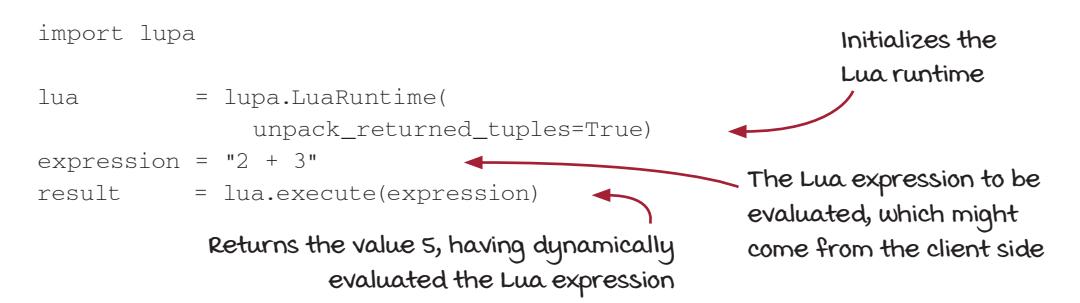 import lupa
Initializes the
Lua runtime
lua = lupa.LuaRuntime(
unpack_returned_tuples=True)
expression = "2 + 3"
result = lua.execute(expression)
The Lua expression to be
evaluated, which might
come from the client side
Returns the value 5, having dynamically
evaluated the Lua expression